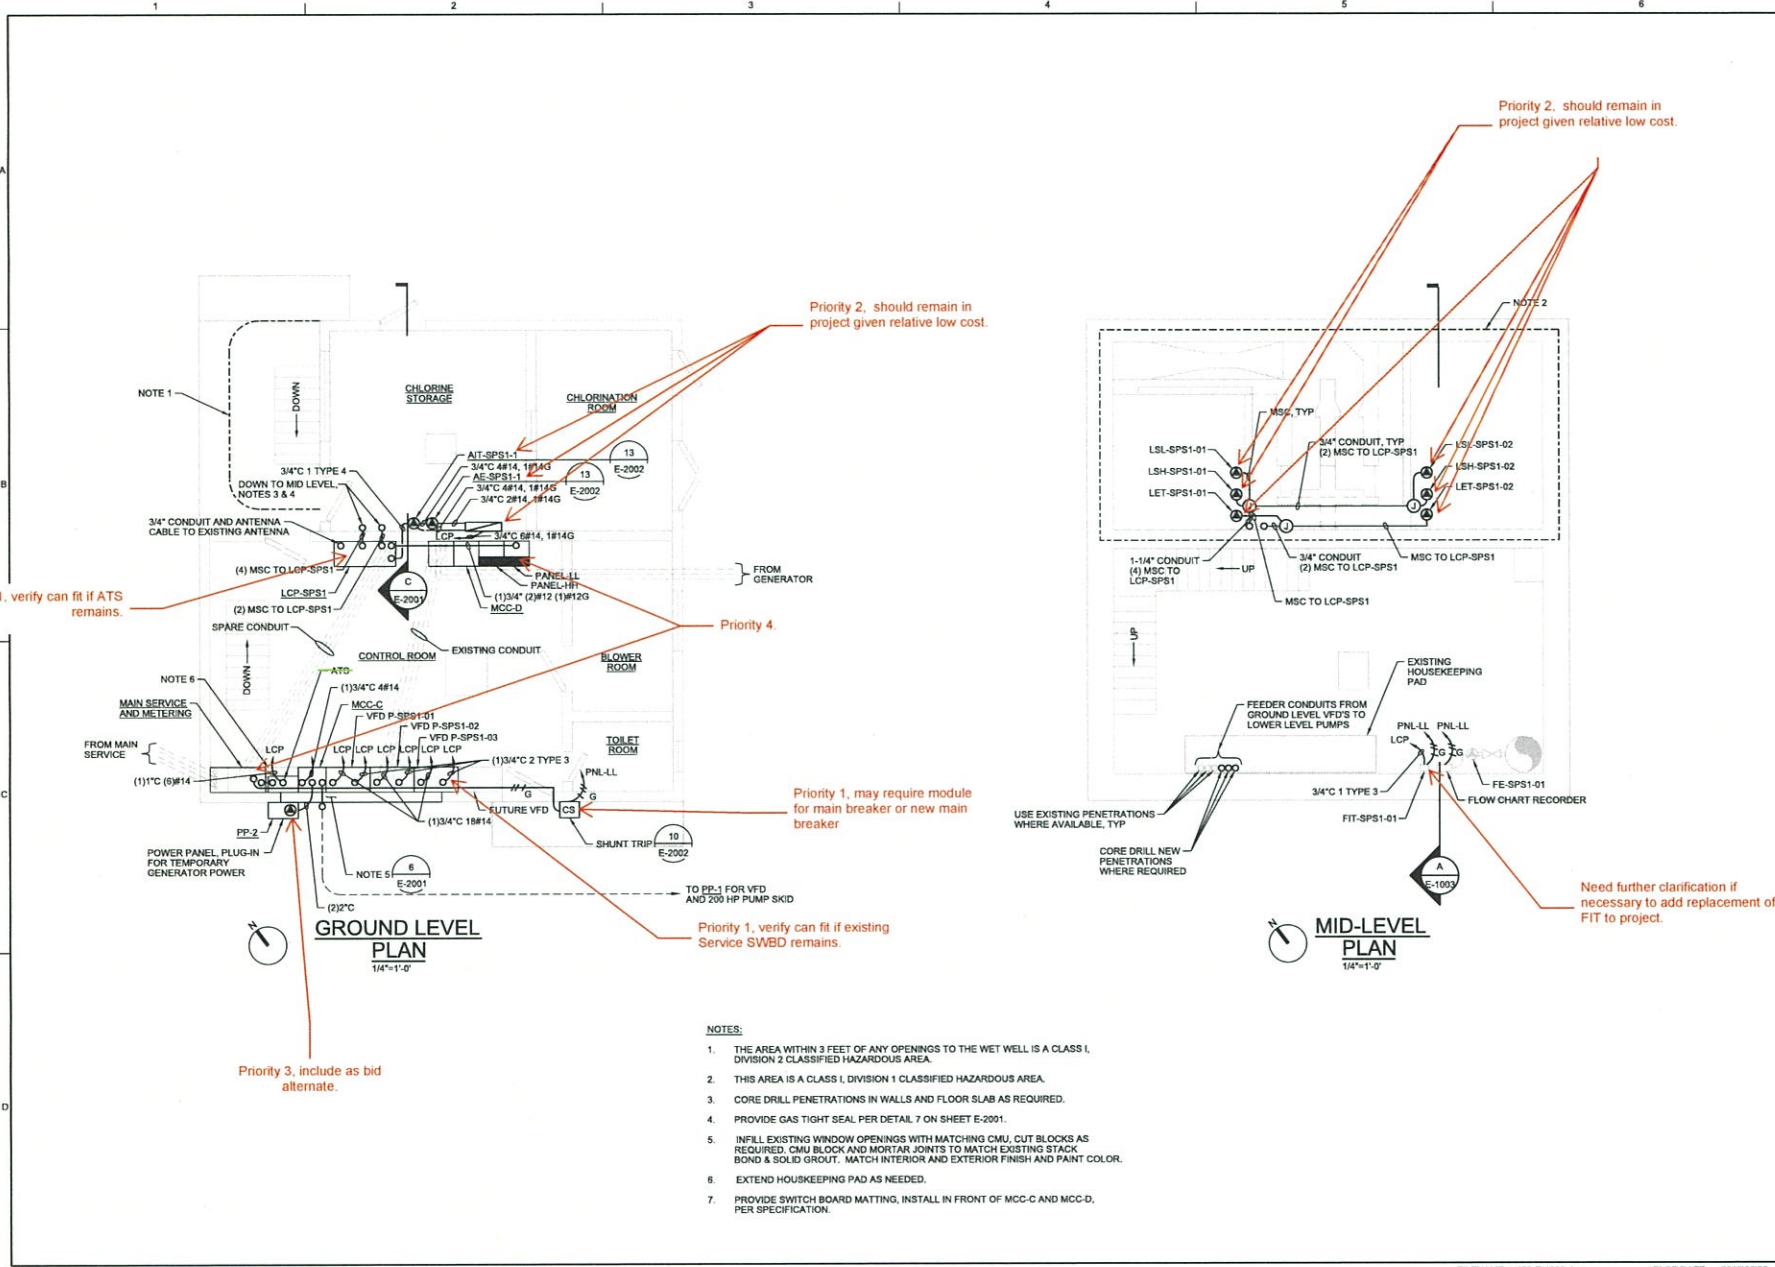 1
2
3
4
5
6
A
B
C
D
Priority 2, should remain in
project given relative low cost.
Priority 2, should remain in
project given relative low cost.
NOTE 2
NOTE 1
DOWN
CHLORINE
STORAGE
CHLORINATION
ROOM
AIT-SPS1-1
13
E-2002
3/4"C 4#14, 1#14G
AE-SPS1-1
13
E-2002
3/4"C 4#14, 1#14G
3/4"C 2#14, 1#14G
3/4"C 1 TYPE 4
DOWN TO MID LEVEL,
NOTES 3 & 4
3/4" CONDUIT AND ANTENNA
CABLE TO EXISTING ANTENNA
LCP
3/4"C 6#14, 1#14G
(4) MSC TO LCP-SPS1
LCP-SPS1
(2) MSC TO LCP-SPS1
C
E-2001
PANEL-LL
PANEL-HH
(1)3/4" (2)#12 (1)#12G
MCC-D
FROM
GENERATOR
, verify can fit if ATS
remains.
Priority 4.
SPARE CONDUIT
EXISTING CONDUIT
CONTROL ROOM
BLOWER
ROOM
ATS
DOWN
NOTE 6
(1)3/4"C 4#14
MAIN SERVICE
AND METERING
MCC-C
VFD P-SPS1-01
VFD P-SPS1-02
VFD P-SPS1-03
TOILET
ROOM
FROM MAIN
SERVICE
LCP
LCP
LCP
LCP
LCP
LCP
LCP
(1)3/4"C 2 TYPE 3
(1)1"C (6)#14
PNL-LL
G
G
CS
FUTURE VFD
(1)3/4"C 18#14
SHUNT TRIP
10
E-2002
PP-2
POWER PANEL, PLUG-IN
FOR TEMPORARY
GENERATOR POWER
NOTE 5
6
E-2001
(2)2"C
TO PP-1 FOR VFD
AND 200 HP PUMP SKID
Priority 1, may require module
for main breaker or new main
breaker
Priority 1, verify can fit if existing
Service SWBD remains.
Priority 3, include as bid
alternate.
N
GROUND LEVEL
PLAN
1/4"=1'-0"
MSC, TYP
3/4" CONDUIT, TYP
(2) MSC TO LCP-SPS1
LSL-SPS1-01
LSH-SPS1-01
LET-SPS1-01
LSL-SPS1-02
LSH-SPS1-02
LET-SPS1-02
J
J
J
1-1/4" CONDUIT
(4) MSC TO
LCP-SPS1
3/4" CONDUIT
(2) MSC TO LCP-SPS1
MSC TO LCP-SPS1
MSC TO LCP-SPS1
UP
UP
EXISTING
HOUSEKEEPING
PAD
FEEDER CONDUITS FROM
GROUND LEVEL VFD'S TO
LOWER LEVEL PUMPS
PNL-LL
PNL-LL
LCP
G
G
FE-SPS1-01
3/4"C 1 TYPE 3
FLOW CHART RECORDER
FIT-SPS1-01
USE EXISTING PENETRATIONS
WHERE AVAILABLE, TYP
CORE DRILL NEW
PENETRATIONS
WHERE REQUIRED
A
E-1003
Need further clarification if
necessary to add replacement of
FIT to project.
N
MID-LEVEL
PLAN
1/4"=1'-0"
NOTES:
1. THE AREA WITHIN 3 FEET OF ANY OPENINGS TO THE WET WELL IS A CLASS I,
DIVISION 2 CLASSIFIED HAZARDOUS AREA.
2. THIS AREA IS A CLASS I, DIVISION 1 CLASSIFIED HAZARDOUS AREA.
3. CORE DRILL PENETRATIONS IN WALLS AND FLOOR SLAB AS REQUIRED.
4. PROVIDE GAS TIGHT SEAL PER DETAIL 7 ON SHEET E-2001.
5. INFILL EXISTING WINDOW OPENINGS WITH MATCHING CMU, CUT BLOCKS AS
REQUIRED. CMU BLOCK AND MORTAR JOINTS TO MATCH EXISTING STACK
BOND & SOLID GROUT. MATCH INTERIOR AND EXTERIOR FINISH AND PAINT COLOR.
6. EXTEND HOUSKEEPING PAD AS NEEDED.
7. PROVIDE SWITCH BOARD MATTING, INSTALL IN FRONT OF MCC-C AND MCC-D,
PER SPECIFICATION.